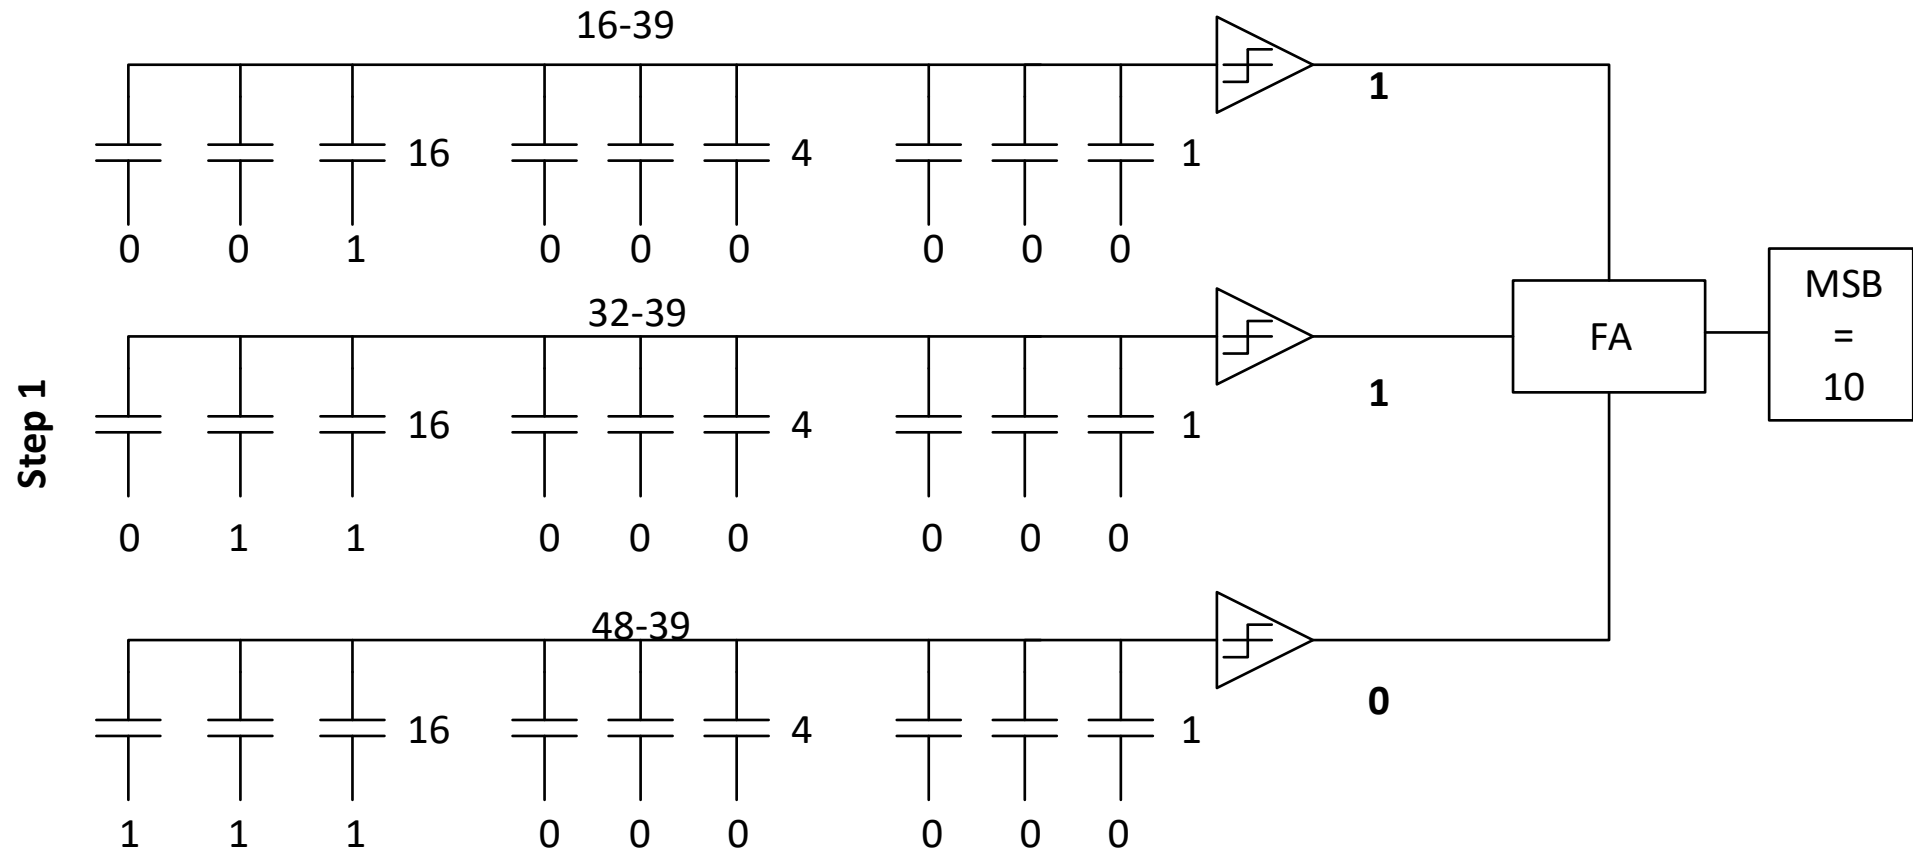 16-39
1
16 4 1
0 0 1 0 0 0 0 0 0
MSB
=
10
FA
32-39
Step 1
1
16 4 1
0 1 1 0 0 0 0 0 0
48-39
0
16 4 1
1 1 1 0 0 0 0 0 0